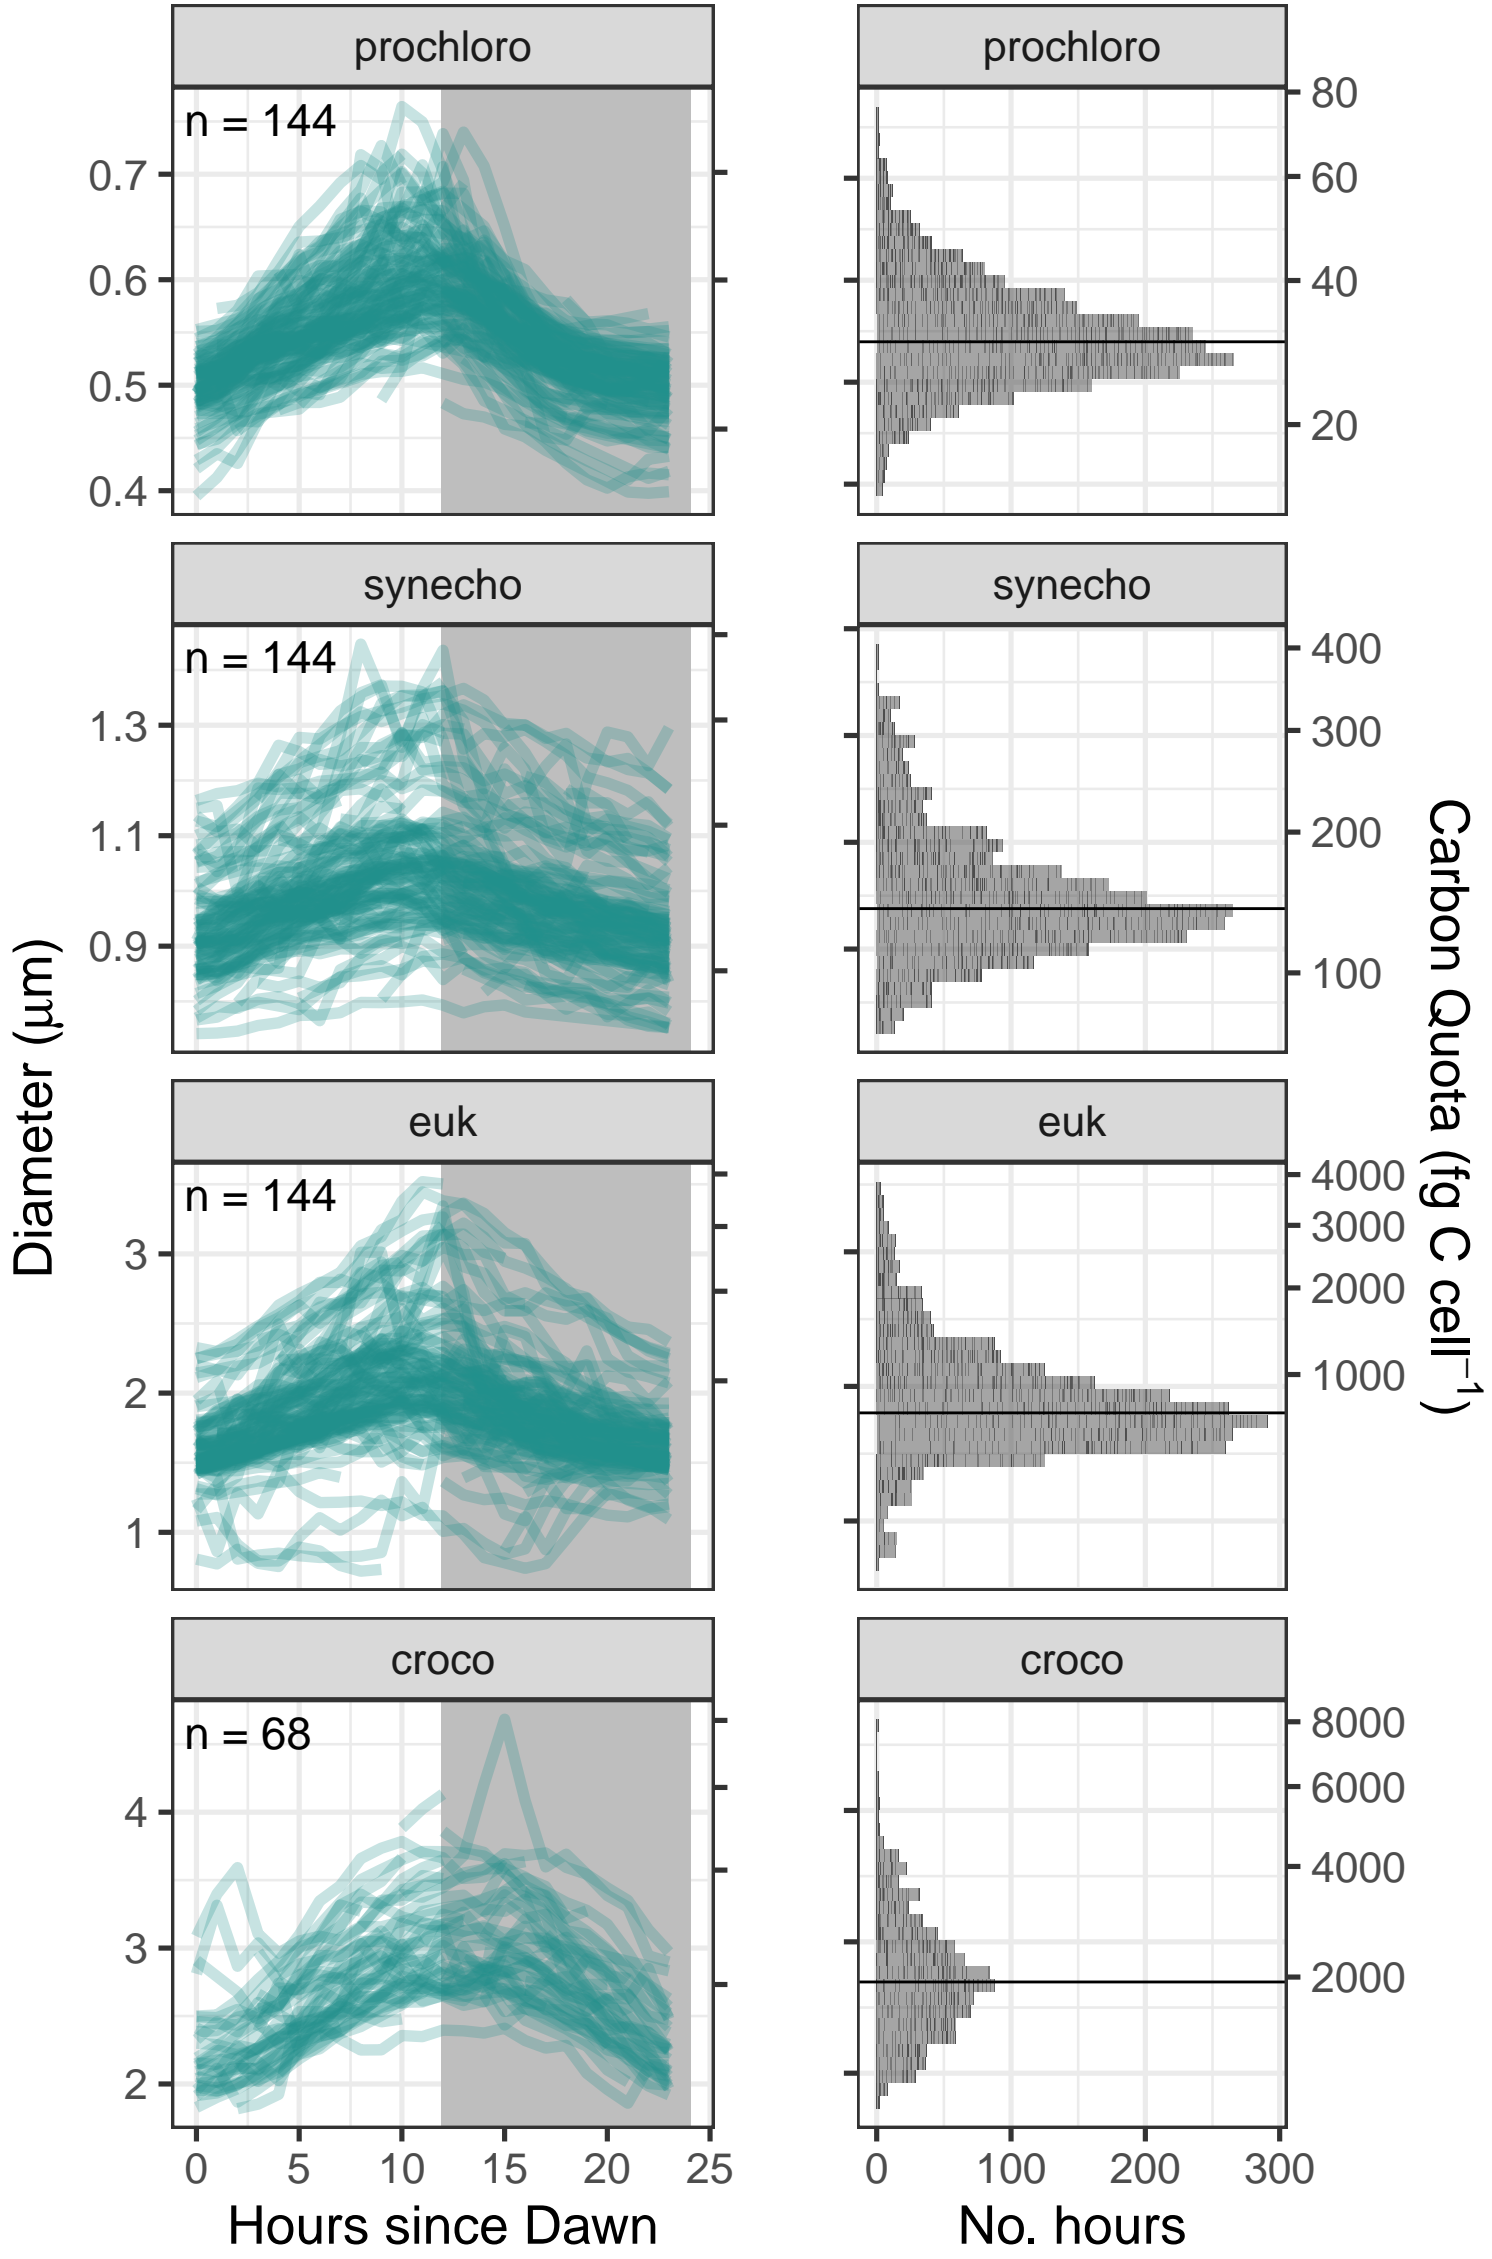 prochloro
prochloro
n = 144
0.7
0.6
0.5
0.4
80
60
40
20
synecho
synecho
n = 144
1.3
1.1
0.9
400
300
200
100
euk
euk
n = 144
3
2
1
4000
3000
2000
1000
croco
croco
n = 68
4
3
2
8000
6000
4000
2000
0 5 10 15 20 25
0 100 200 300
Hours since Dawn
No. hours
Diameter (μm)
Carbon Quota (fg C cell⁻¹)